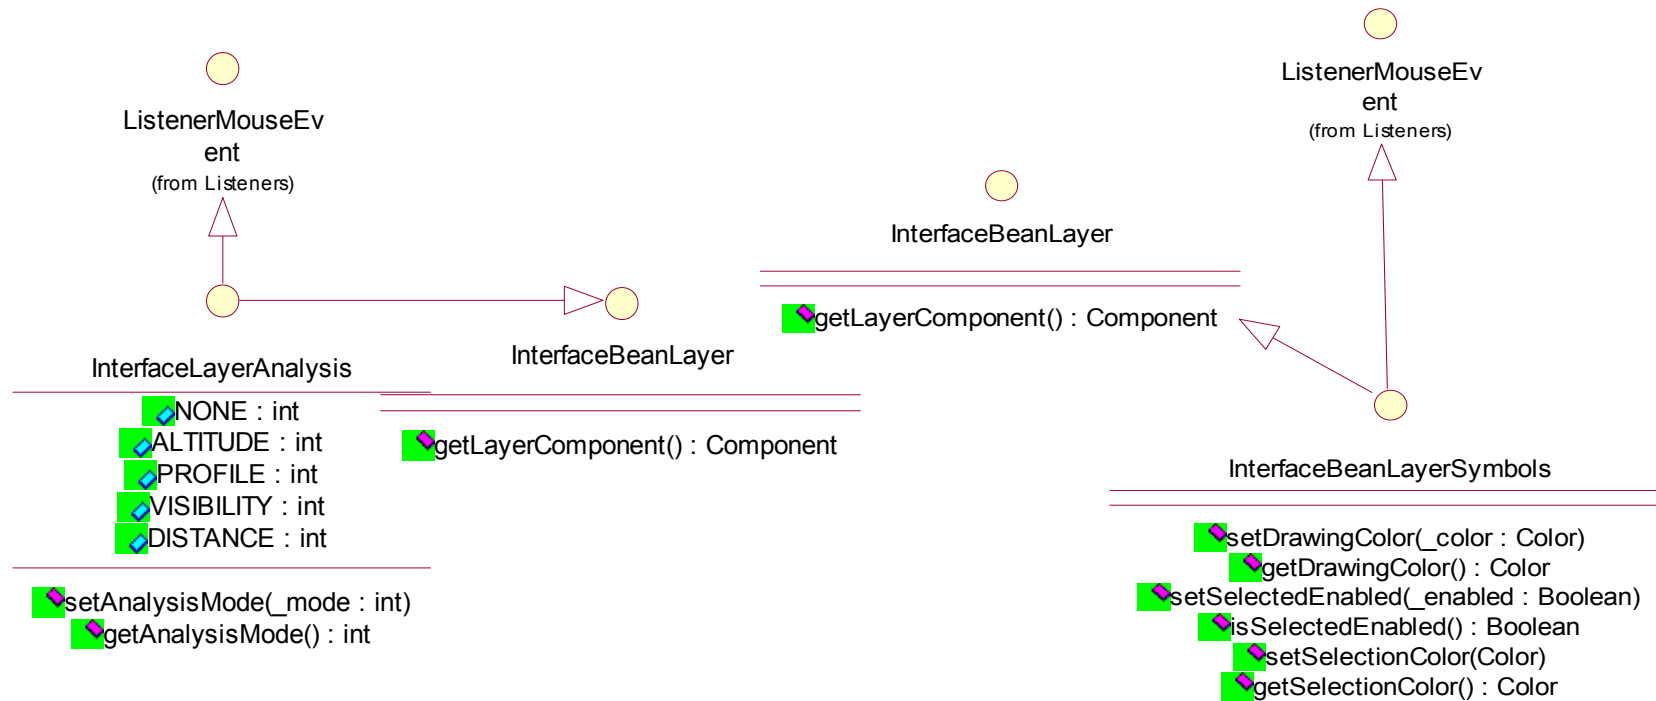 ListenerMouseEv
ent
(from Listeners)
InterfaceLayerAnalysis
NONE : int
ALTITUDE : int
PROFILE : int
VISIBILITY : int
DISTANCE : int
setAnalysisMode(_mode : int)
getAnalysisMode() : int
InterfaceBeanLayer
getLayerComponent() : Component
InterfaceBeanLayer
getLayerComponent() : Component
ListenerMouseEv
ent
(from Listeners)
InterfaceBeanLayerSymbols
setDrawingColor(_color : Color)
getDrawingColor() : Color
setSelectedEnabled(_enabled : Boolean)
isSelectedEnabled() : Boolean
setSelectionColor(Color)
getSelectionColor() : Color